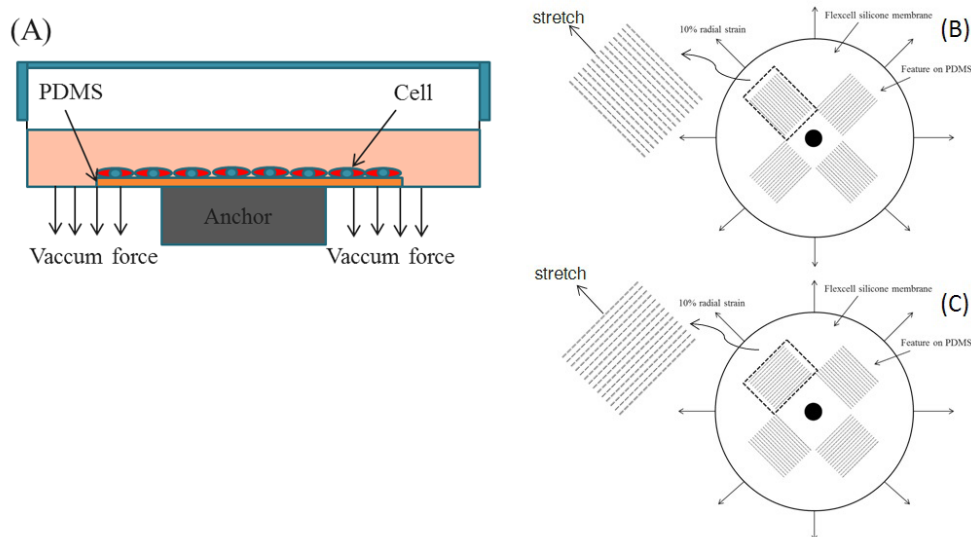 (A)
PDMS
Cell
Anchor
Vaccum force
Vaccum force
(B)
stretch
10% radial strain
Flexcell silicone membrane
Feature on PDMS
(C)
stretch
10% radial strain
Flexcell silicone membrane
Feature on PDMS